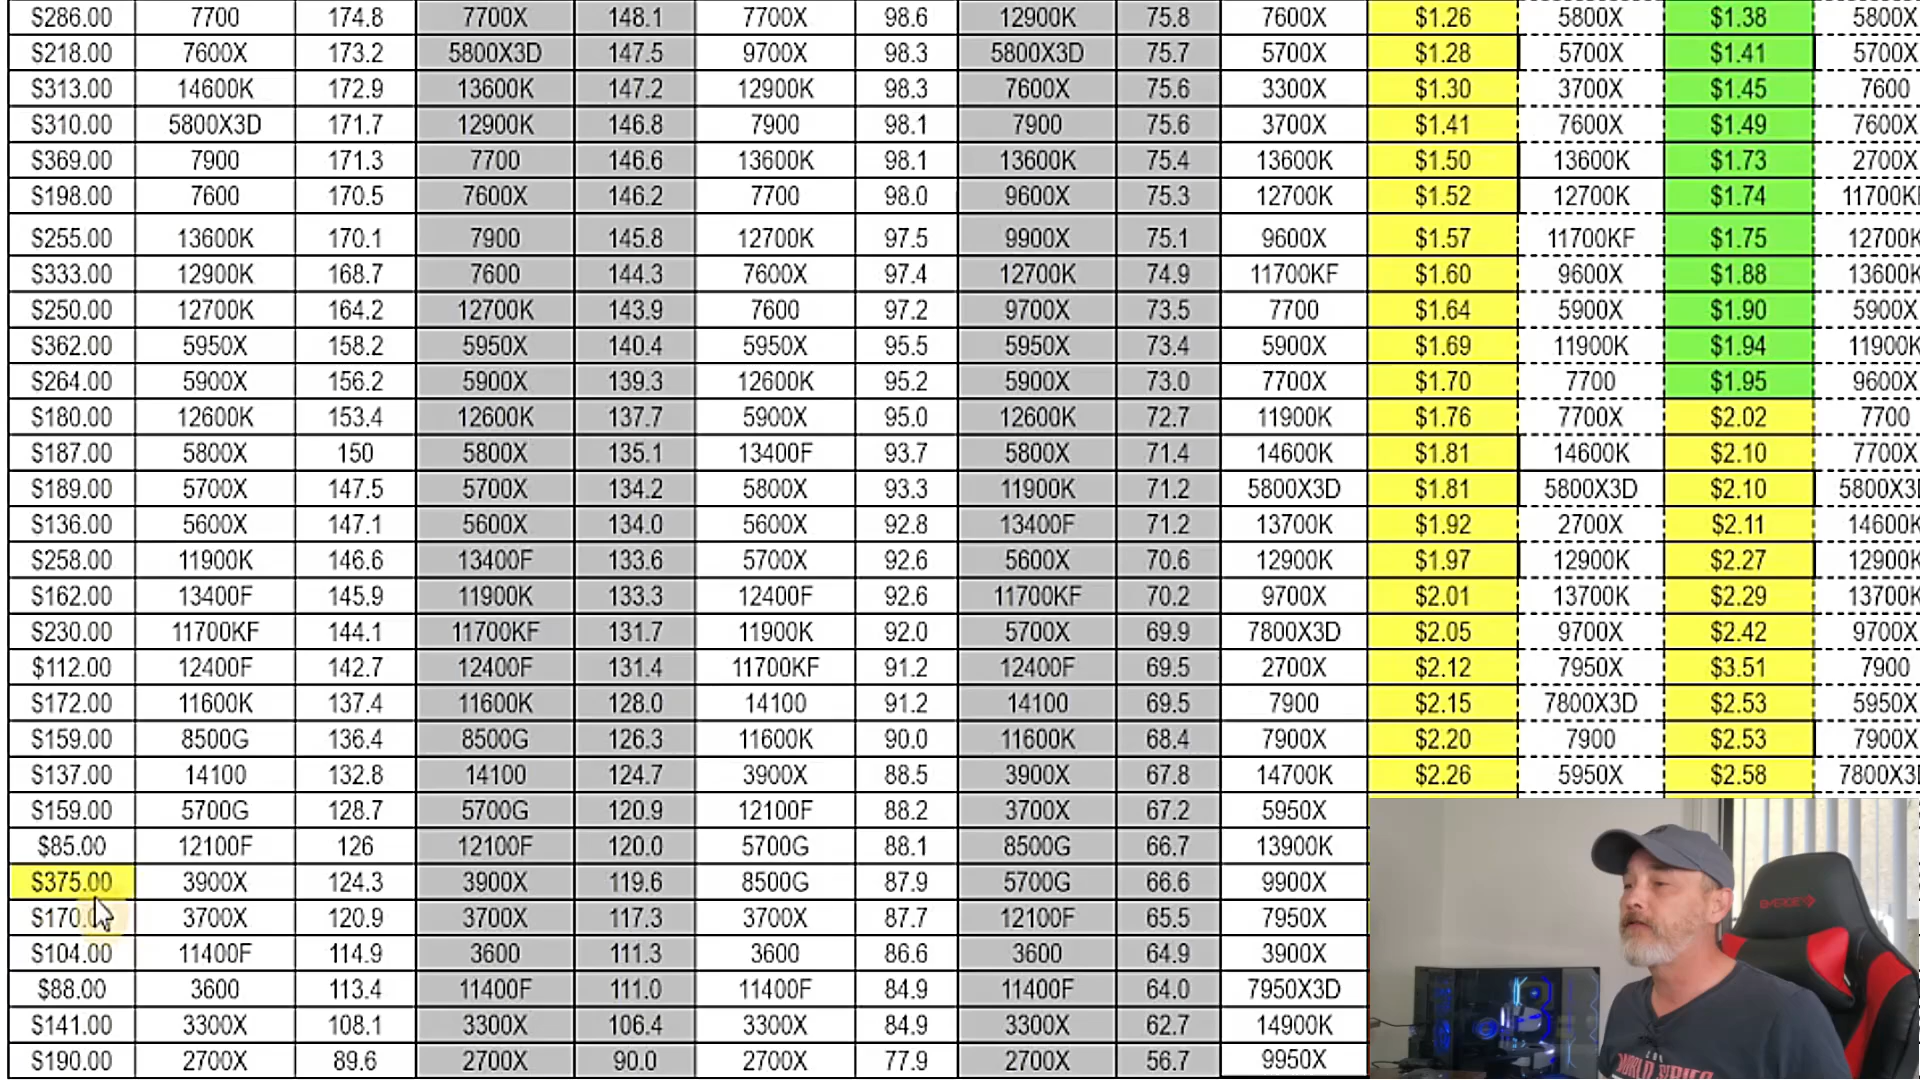 $286.00 7700 174.8 7700X 148.1 7700X 98.6 12900K 75.8 7600X $1.26 5800X $1.38 5800X
$218.00 7600X 173.2 5800X3D 147.5 9700X 98.3 5800X3D 75.7 5700X $1.28 5700X $1.41 5700X
$313.00 14600K 172.9 13600K 147.2 12900K 98.3 7600X 75.6 3300X $1.30 3700X $1.45 7600
$310.00 5800X3D 171.7 12900K 146.8 7900 98.1 7900 75.6 3700X $1.41 7600X $1.49 7600X
$369.00 7900 171.3 7700 146.6 13600K 98.1 13600K 75.4 13600K $1.50 13600K $1.73 2700X
$198.00 7600 170.5 7600X 146.2 7700 98.0 9600X 75.3 12700K $1.52 12700K $1.74 11700K
$255.00 13600K 170.1 7900 145.8 12700K 97.5 9900X 75.1 9600X $1.57 11700KF $1.75 12700K
$333.00 12900K 168.7 7600 144.3 7600X 97.4 12700K 74.9 11700KF $1.60 9600X $1.88 13600K
$250.00 12700K 164.2 12700K 143.9 7600 97.2 9700X 73.5 7700 $1.64 5900X $1.90 5900X
$362.00 5950X 158.2 5950X 140.4 5950X 95.5 5950X 73.4 5900X $1.69 11900K $1.94 11900K
$264.00 5900X 156.2 5900X 139.3 12600K 95.2 5900X 73.0 7700X $1.70 7700 $1.95 9600X
$180.00 12600K 153.4 12600K 137.7 5900X 95.0 12600K 72.7 11900K $1.76 7700X $2.02 7700
$187.00 5800X 150 5800X 135.1 13400F 93.7 5800X 71.4 14600K $1.81 14600K $2.10 7700X
$189.00 5700X 147.5 5700X 134.2 5800X 93.3 11900K 71.2 5800X3D $1.81 5800X3D $2.10 5800X3
$136.00 5600X 147.1 5600X 134.0 5600X 92.8 13400F 71.2 13700K $1.92 2700X $2.11 14600K
$258.00 11900K 146.6 13400F 133.6 5700X 92.6 5600X 70.6 12900K $1.97 12900K $2.27 12900K
$162.00 13400F 145.9 11900K 133.3 12400F 92.6 11700KF 70.2 9700X $2.01 13700K $2.29 13700K
$230.00 11700KF 144.1 11700KF 131.7 11900K 92.0 5700X 69.9 7800X3D $2.05 9700X $2.42 9700X
$112.00 12400F 142.7 12400F 131.4 11700KF 91.2 12400F 69.5 2700X $2.12 7950X $3.51 7900
$172.00 11600K 137.4 11600K 128.0 14100 91.2 14100 69.5 7900 $2.15 7800X3D $2.53 5950X
$159.00 8500G 136.4 8500G 126.3 11600K 90.0 11600K 68.4 7900X $2.20 7900 $2.53 7900X
$137.00 14100 132.8 14100 124.7 3900X 88.5 3900X 67.8 14700K $2.26 5950X $2.58 7800X3
$159.00 5700G 128.7 5700G 120.9 12100F 88.2 3700X 67.2 5950X
$85.00 12100F 126 12100F 120.0 5700G 88.1 8500G 66.7 13900K
$375.00 3900X 124.3 3900X 119.6 8500G 87.9 5700G 66.6 9900X
$170. 3700X 120.9 3700X 117.3 3700X 87.7 12100F 65.5 7950X
$104.00 11400F 114.9 3600 111.3 3600 86.6 3600 64.9 3900X
$88.00 3600 113.4 11400F 111.0 11400F 84.9 11400F 64.0 7950X3D
$141.00 3300X 108.1 3300X 106.4 3300X 84.9 3300X 62.7 14900K
$190.00 2700X 89.6 2700X 90.0 2700X 77.9 2700X 56.7 9950X
WORLD SERIES